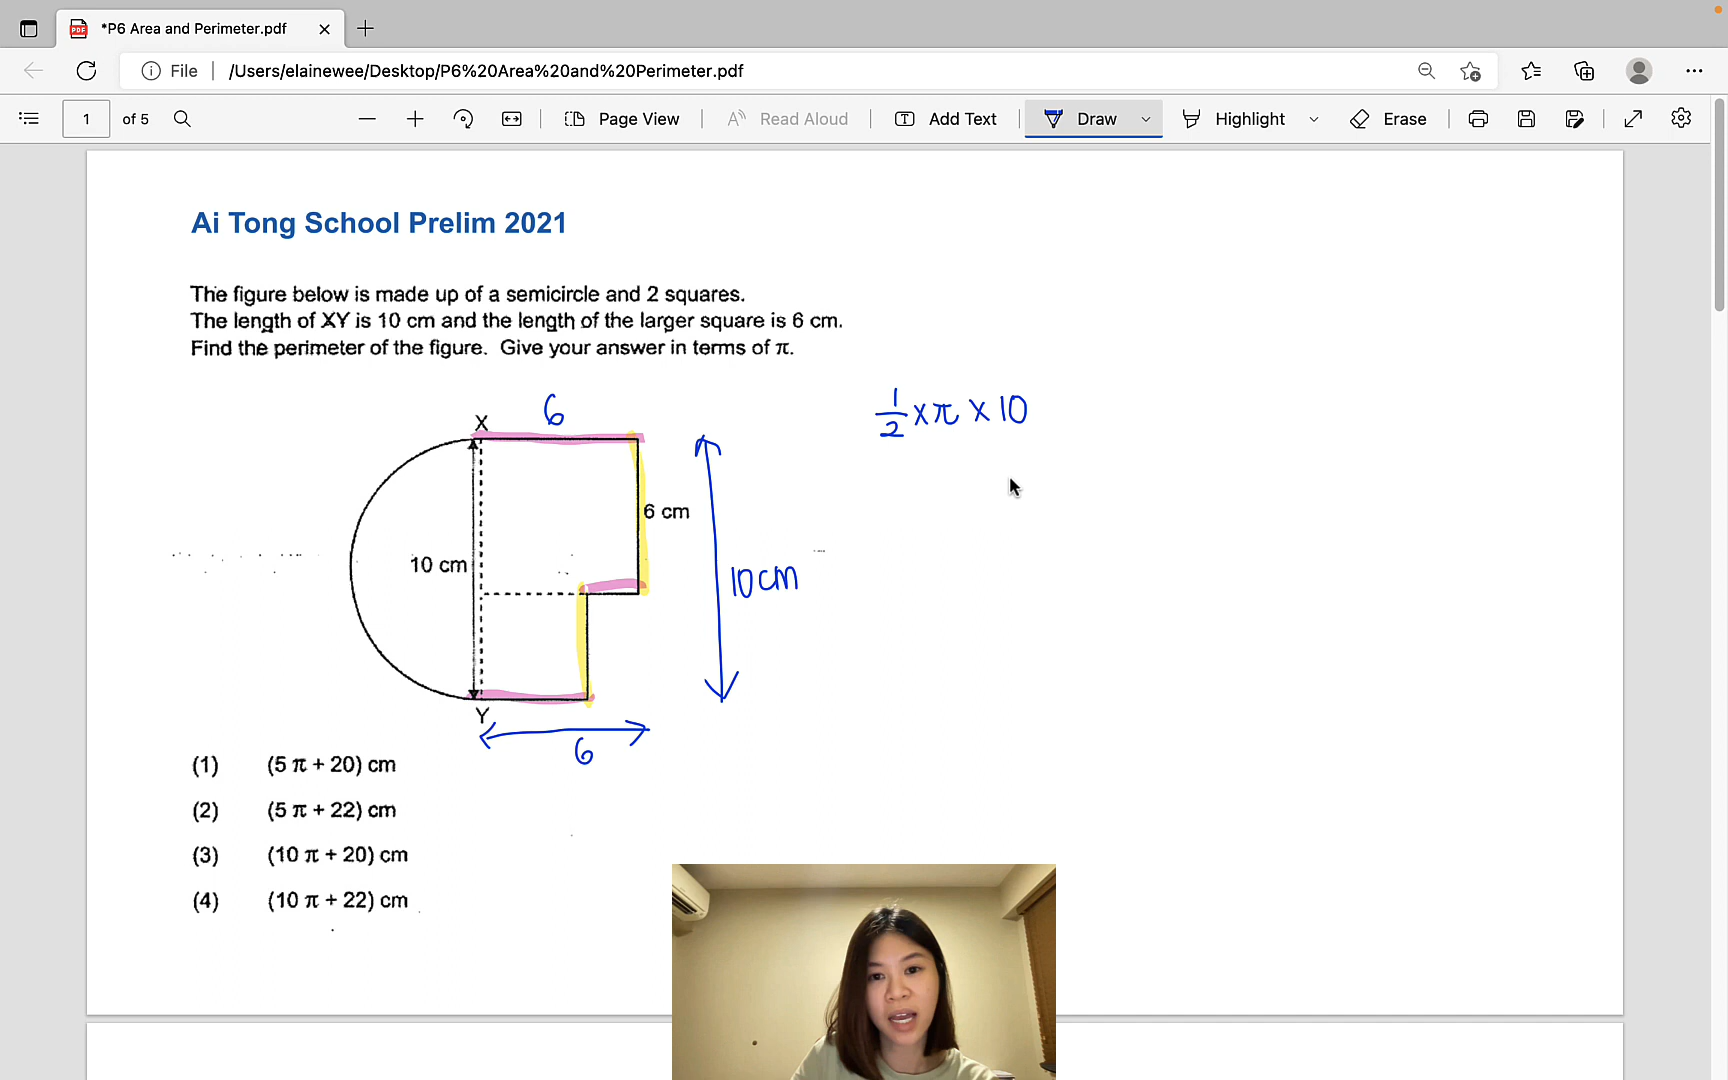 *P6 Area and Perimeter.pdf
File /Users/elainewee/Desktop/P6%20Area%20and%20Perimeter.pdf
1 of 5 Page View Read Aloud Add Text Draw Highlight Erase
Ai Tong School Prelim 2021
The figure below is made up of a semicircle and 2 squares.
The length of XY is 10 cm and the length of the larger square is 6 cm.
Find the perimeter of the figure. Give your answer in terms of π.
6
X
1/2 × π × 10
6 cm
10 cm
10 cm
Y
6
(1) (5 π + 20) cm
(2) (5 π + 22) cm
(3) (10 π + 20) cm
(4) (10 π + 22) cm